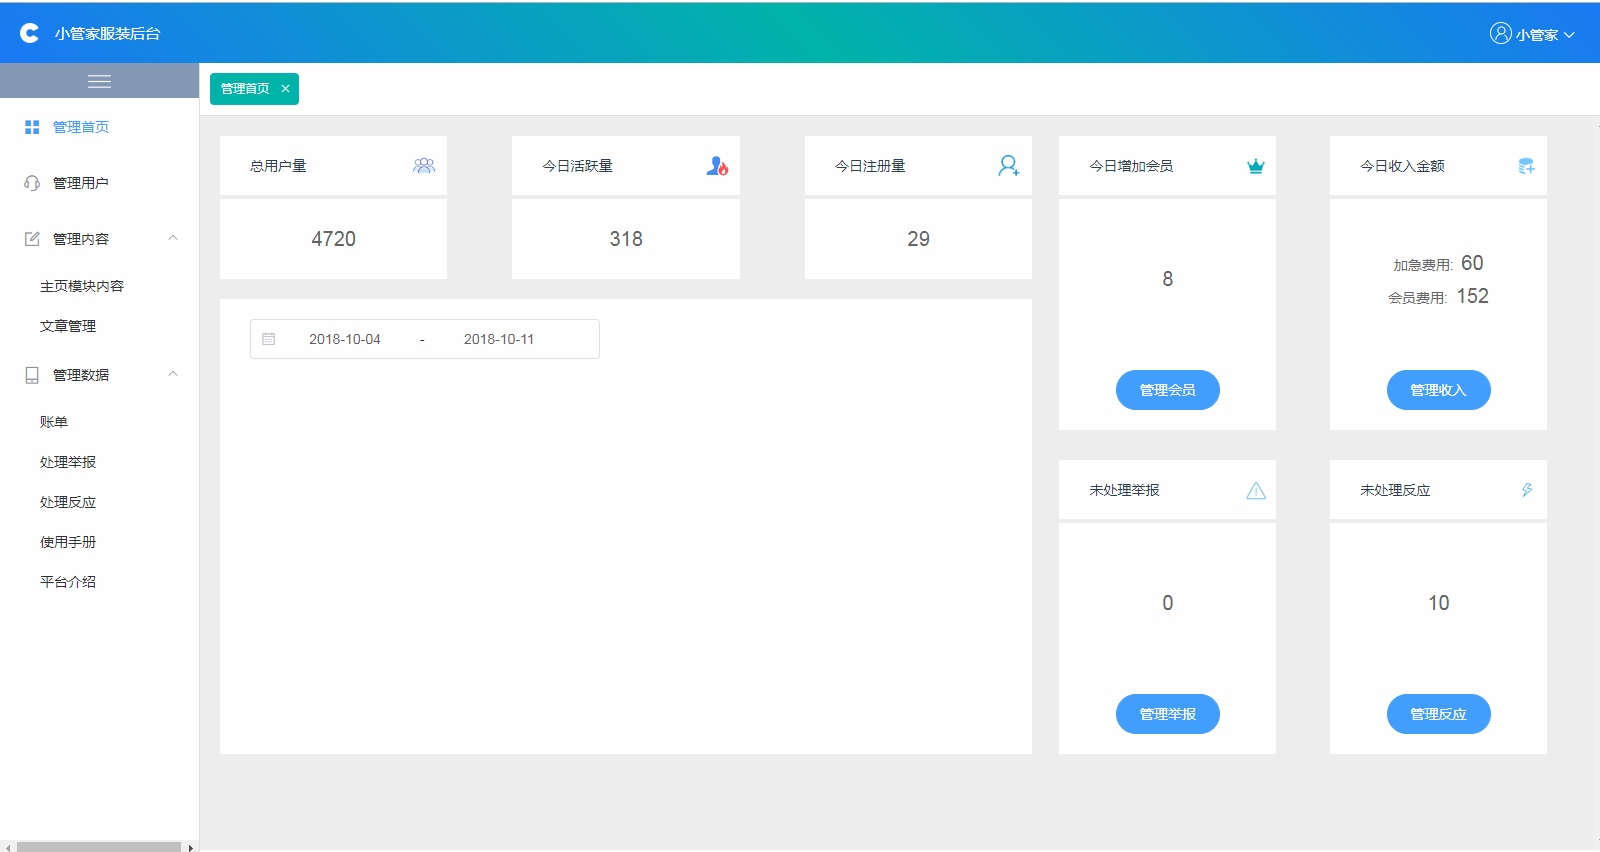 小管家服装后台
小管家
管理首页
管理用户
管理内容
主页模块内容
文章管理
管理数据
账单
处理举报
处理反应
使用手册
平台介绍
管理首页
总用户量
4720
今日活跃量
318
今日注册量
29
2018-10-04 - 2018-10-11
今日增加会员
8
管理会员
今日收入金额
加急费用: 60
会员费用: 152
管理收入
未处理举报
0
管理举报
未处理反应
10
管理反应